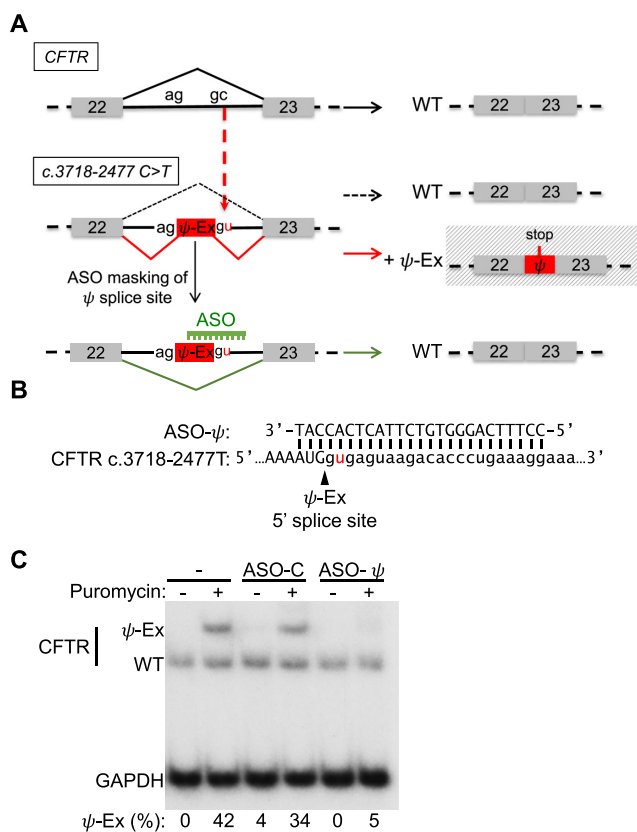 A
CFTR
ag gc
22 23
WT 22 23
c.3718-2477 C>T
WT 22 23
22 ag ψ-Ex gu 23
stop
+ ψ-Ex 22 ψ 23
ASO masking of
ψ splice site
ASO
22 ag ψ-Ex gu 23
WT 22 23
B
ASO-ψ: 3’-TACCACTCATTCTGTGGGACTTTCC-5’
CFTR c.3718-2477T: 5’…AAAAUGgugaguaagacacccugaaaggaaa…3’
ψ-Ex
5’ splice site
C
- ASO-C ASO- ψ
Puromycin: - + - + - +
ψ-Ex
CFTR
WT
GAPDH
ψ-Ex (%): 0 42 4 34 0 5